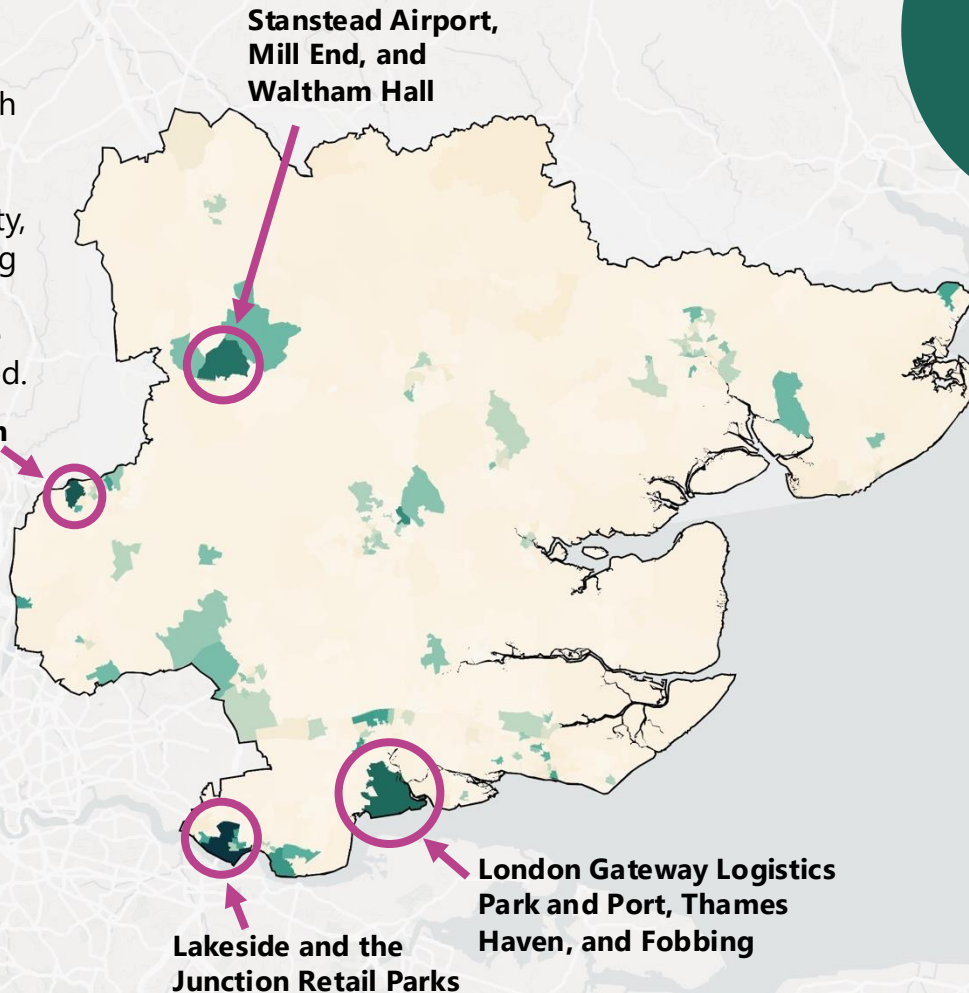 Stanstead Airport,
Mill End, and
Waltham Hall
London Gateway Logistics
Park and Port, Thames
Haven, and Fobbing
Lakeside and the
Junction Retail Parks